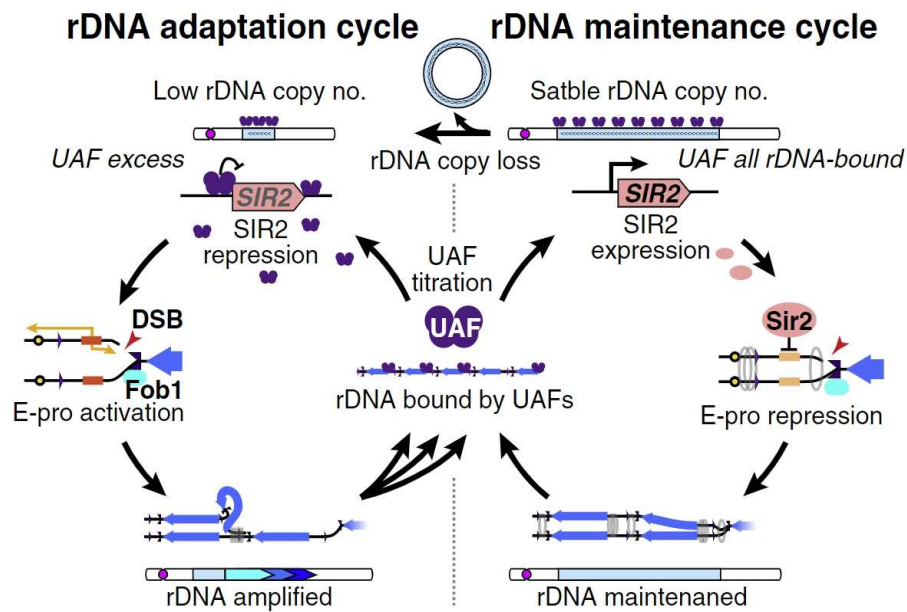 rDNA adaptation cycle
rDNA maintenance cycle
Low rDNA copy no.
Satble rDNA copy no.
UAF excess
rDNA copy loss
UAF all rDNA-bound
SIR2
SIR2
repression
SIR2
SIR2
expression
UAF
titration
UAF
rDNA bound by UAFs
DSB
Fob1
E-pro activation
Sir2
E-pro repression
rDNA amplified
rDNA maintenaned